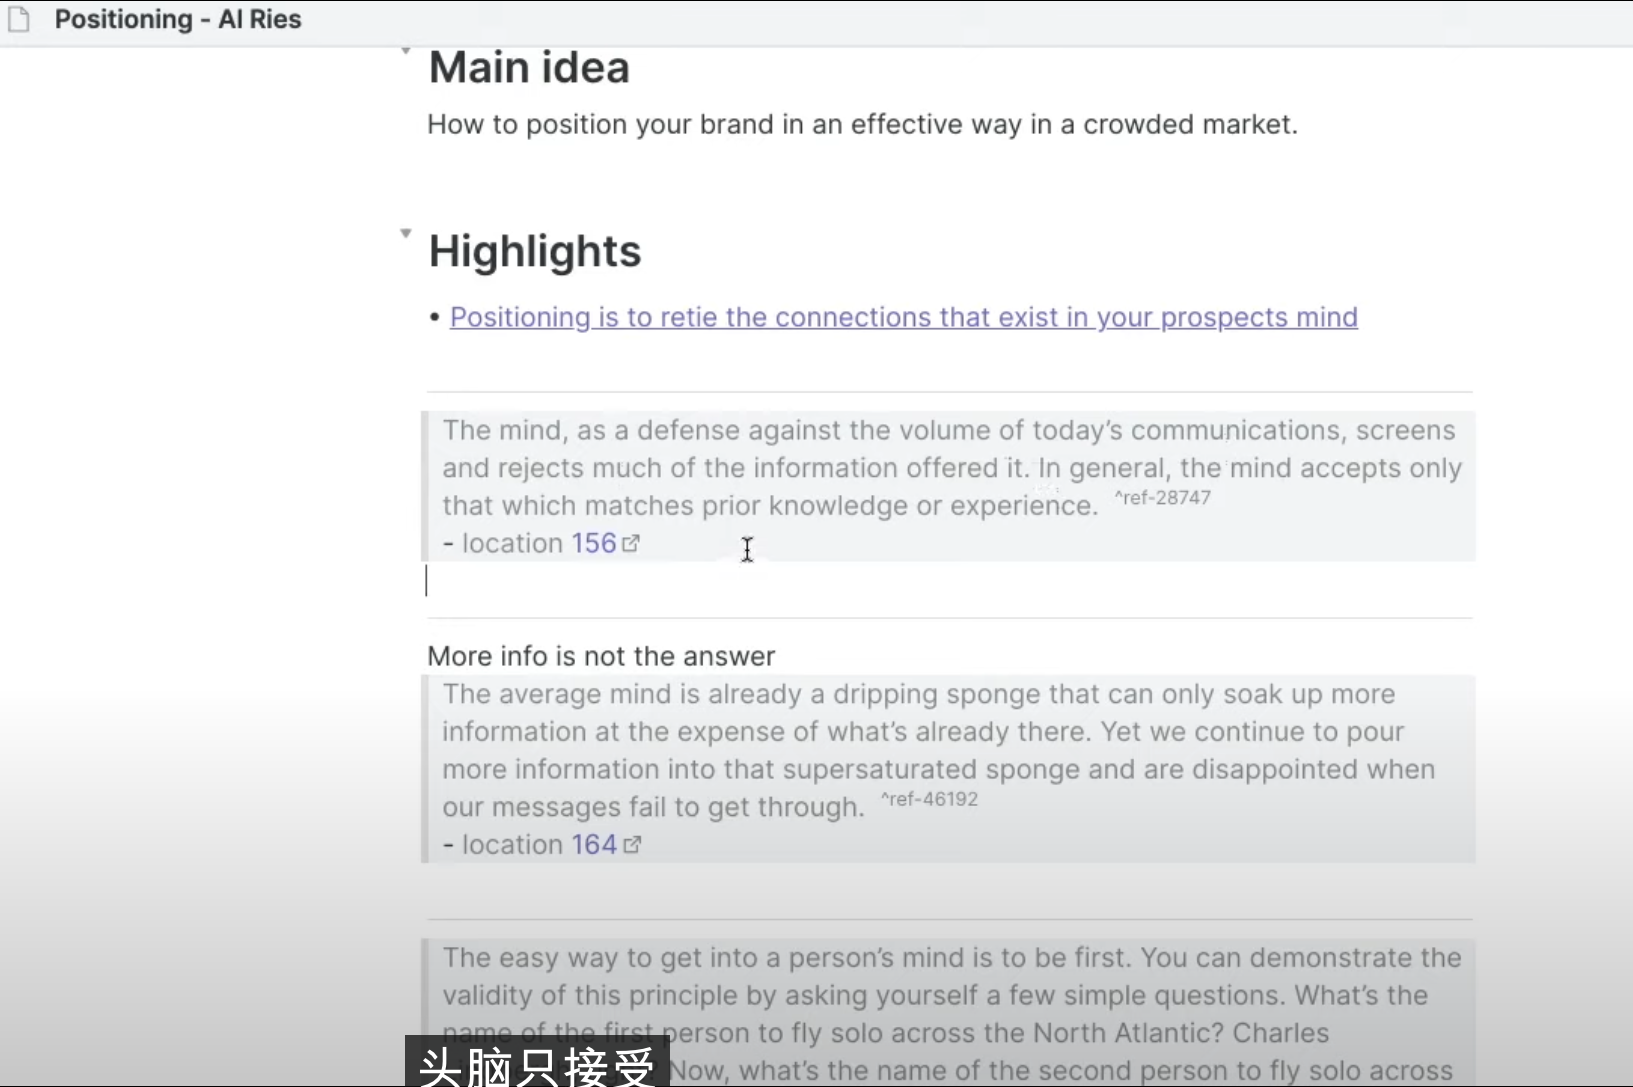 Positioning - Al Ries
Main idea
How to position your brand in an effective way in a crowded market.
Highlights
• Positioning is to retie the connections that exist in your prospects mind
The mind, as a defense against the volume of today’s communications, screens
and rejects much of the information offered it. In general, the mind accepts only
that which matches prior knowledge or experience. ^ref-28747
- location 156
More info is not the answer
The average mind is already a dripping sponge that can only soak up more
information at the expense of what’s already there. Yet we continue to pour
more information into that supersaturated sponge and are disappointed when
our messages fail to get through. ^ref-46192
- location 164
The easy way to get into a person’s mind is to be first. You can demonstrate the
validity of this principle by asking yourself a few simple questions. What’s the
name of the first person to fly solo across the North Atlantic? Charles
Now, what’s the name of the second person to fly solo across
头脑只接受